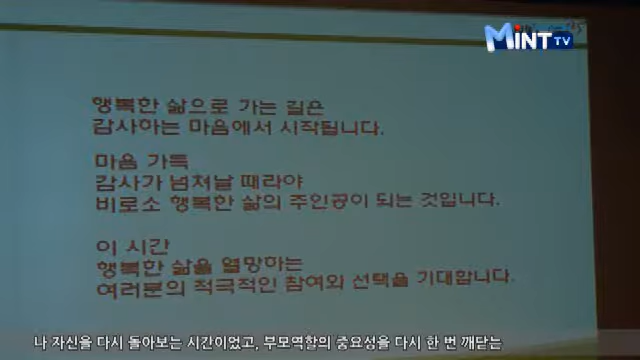 MINT TV
행복한 삶으로 가는 길은
감사하는 마음에서 시작됩니다.
마음 가득
감사가 넘쳐날 때라야
비로소 행복한 삶의 주인공이 되는 것입니다.
이 시간
행복한 삶을 열망하는
여러분의 적극적인 참여와 선택을 기대합니다.
나 자신을 다시 돌아보는 시간이었고, 부모역할의 중요성을 다시 한 번 깨닫는